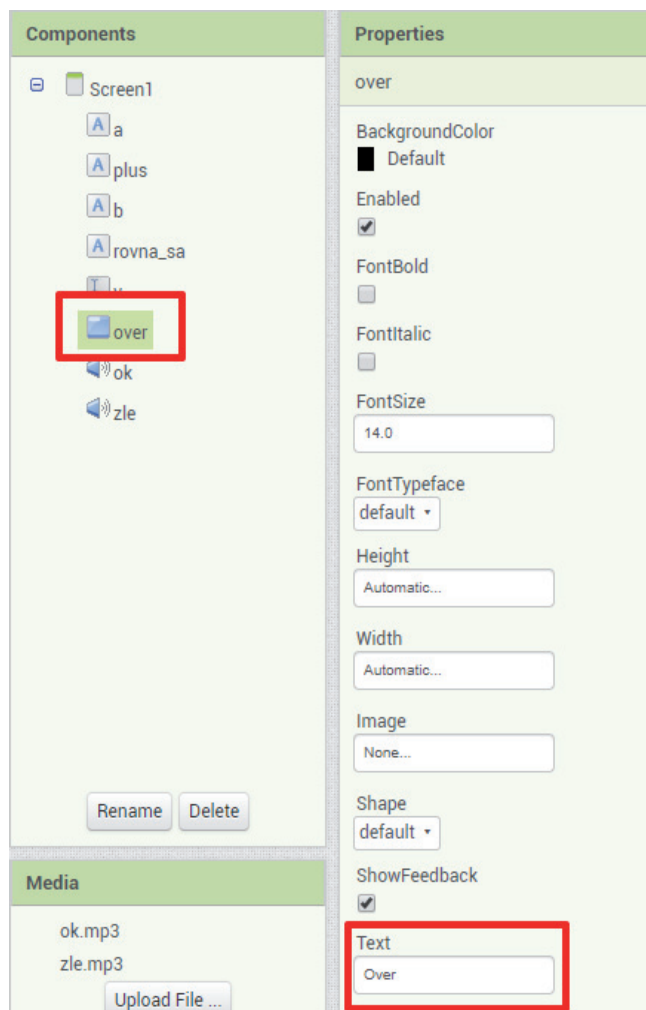 Components
Screen1
a
plus
b
rovna_sa
over
ok
zle
Rename Delete
Media
ok.mp3
zle.mp3
Upload File ...
Properties
over
BackgroundColor
Default
Enabled
FontBold
FontItalic
FontSize
14.0
FontTypeface
default
Height
Automatic...
Width
Automatic...
Image
None...
Shape
default
ShowFeedback
Text
Over